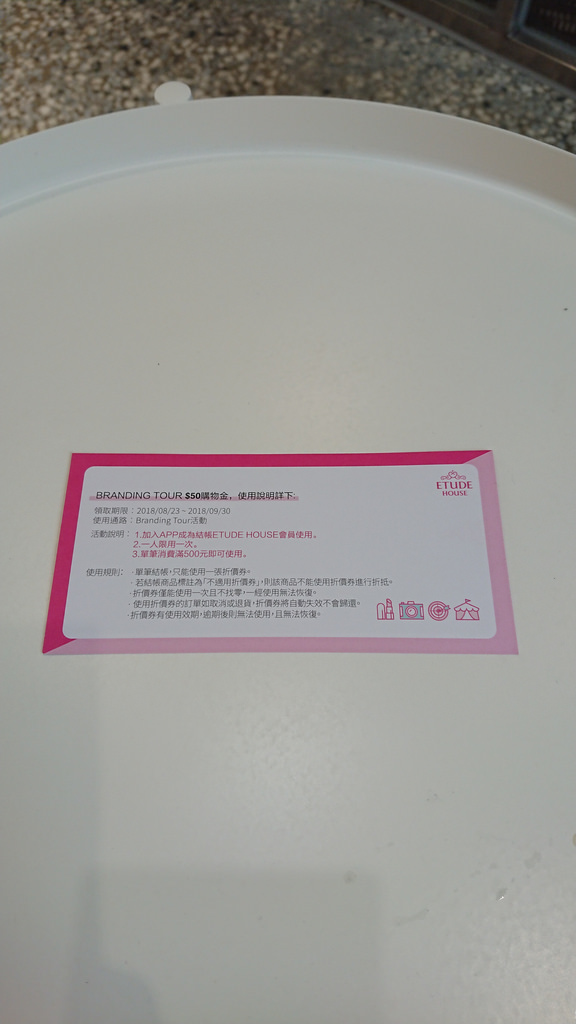 ETUDE
HOUSE
BRANDING TOUR $50購物金，使用說明詳下.
領取期限：2018/08/23 ~ 2018/09/30
使用通路：Branding Tour活動
活動說明：1.加入APP成為結帳ETUDE HOUSE會員使用。
2.一人限用一次。
3.單筆消費滿500元即可使用。
使用規則：·單筆結帳，只能使用一張折價券。
·若結帳商品標註為「不適用折價券」，則該商品不能使用折價券進行折抵。
·折價券僅能使用一次且不找零，一經使用無法恢復。
·使用折價券的訂單如取消或退貨，折價券將自動失效不會歸還。
·折價券有使用效期，逾期後則無法使用，且無法恢復。